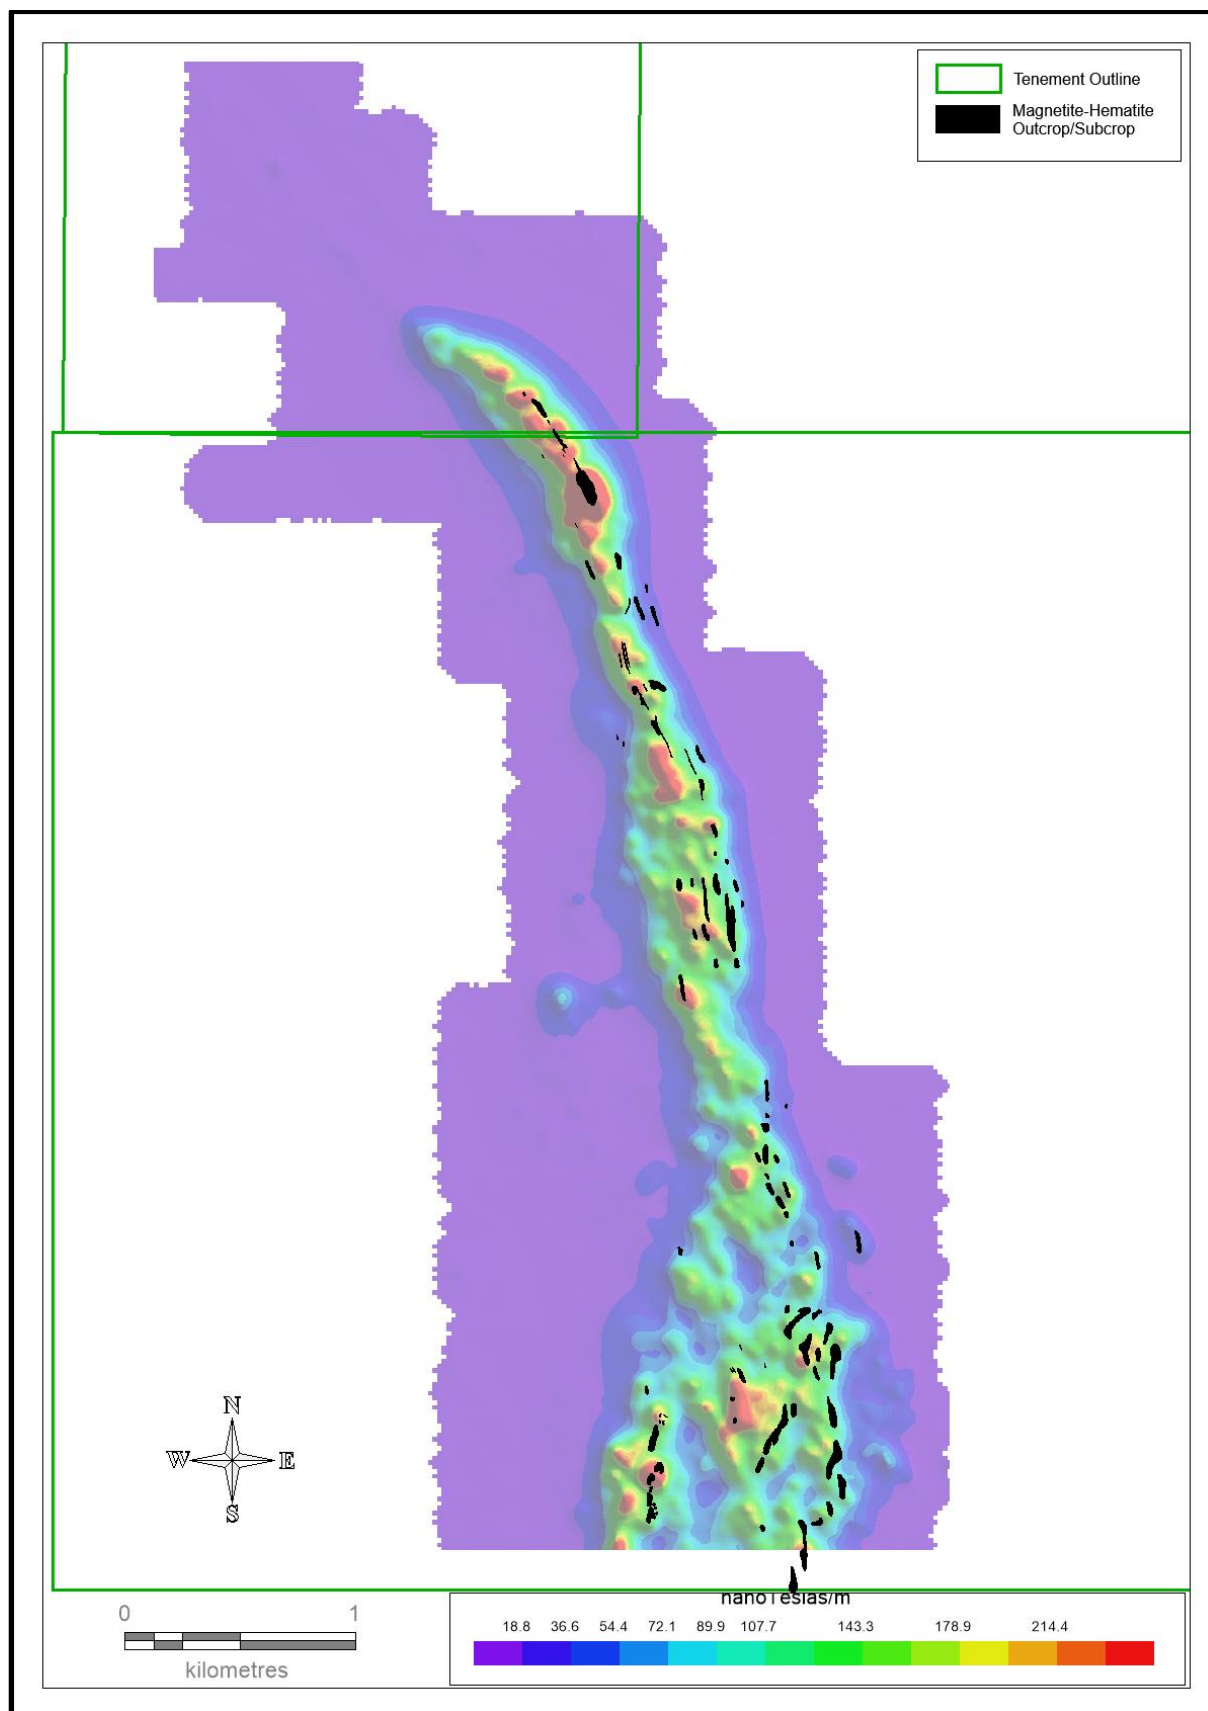 Tenement Outline
Magnetite-Hematite
Outcrop/Subcrop
N
W E
S
0 1
kilometres
nanoTeslas/m
18.8 36.6 54.4 72.1 89.9 107.7 143.3 178.9 214.4